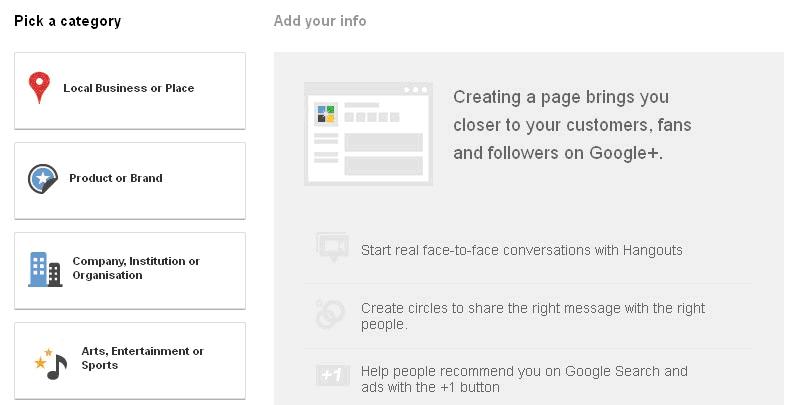 Pick a category
Add your info
Local Business or Place
Product or Brand
Company, Institution or
Organisation
Arts, Entertainment or
Sports
Creating a page brings you
closer to your customers, fans
and followers on Google+.
Start real face-to-face conversations with Hangouts
Create circles to share the right message with the right
people.
+1
Help people recommend you on Google Search and
ads with the +1 button